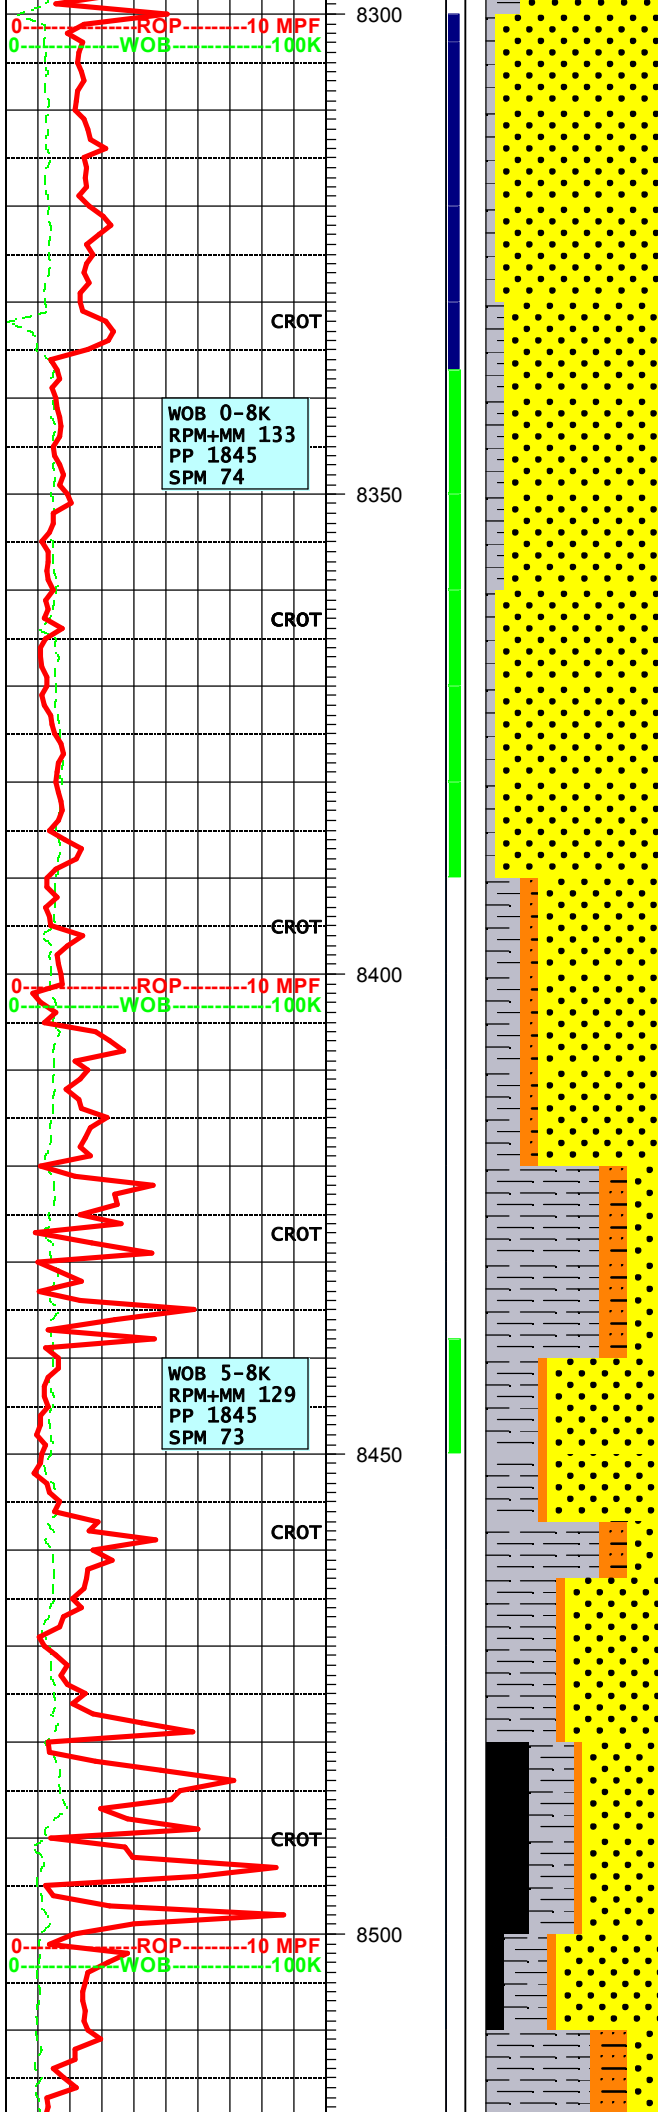 8300
0--------------ROP-----------10 MPF
0------------WOB------------100K
CROT
WOB 0-8K
RPM+MM 133
PP 1845
SPM 74
8350
CROT
CROT
8400
0--------------ROP-----------10 MPF
0------------WOB------------100K
CROT
WOB 5-8K
RPM+MM 129
PP 1845
SPM 73
8450
CROT
CROT
8500
0--------------ROP-----------10 MPF
0------------WOB------------100K